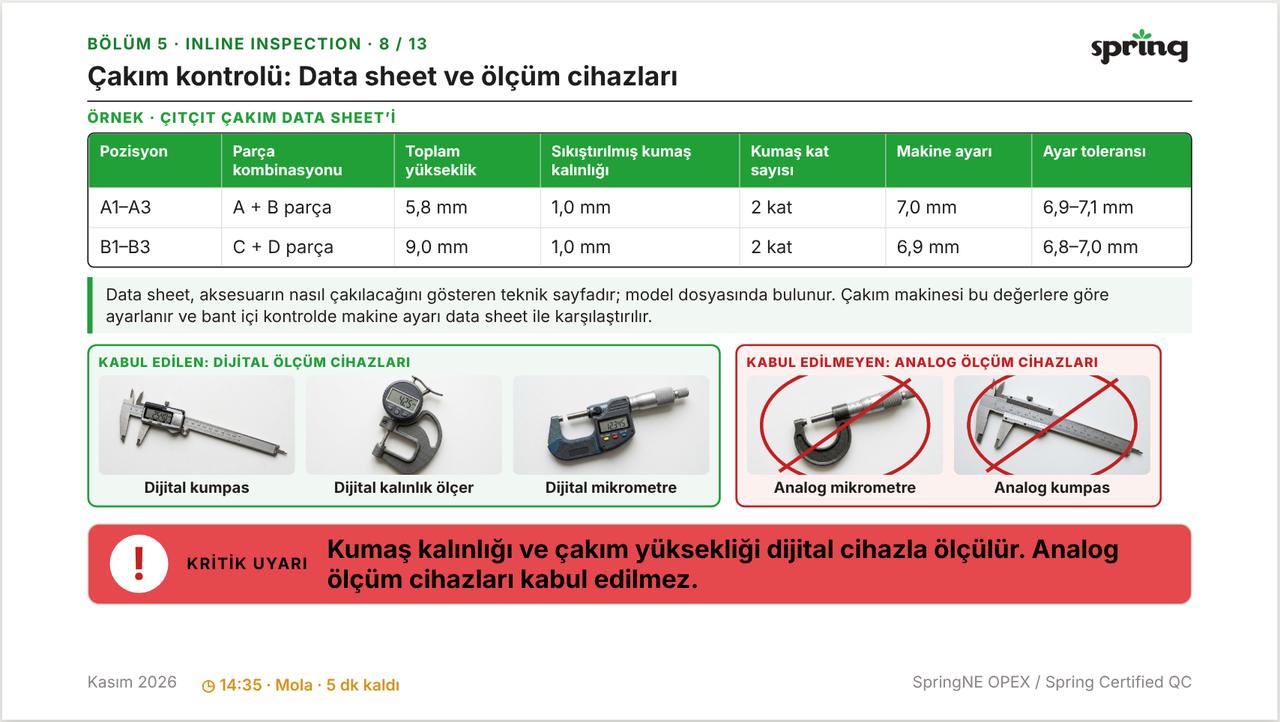 BÖLÜM 5 · INLINE INSPECTION · 8 / 13
spring
Çakım kontrolü: Data sheet ve ölçüm cihazları
ÖRNEK · ÇITÇIT ÇAKIM DATA SHEET’İ
Pozisyon
Parça kombinasyonu
Toplam yükseklik
Sıkıştırılmış kumaş kalınlığı
Kumaş kat sayısı
Makine ayarı
Ayar toleransı
A1–A3 A + B parça 5,8 mm 1,0 mm 2 kat 7,0 mm 6,9–7,1 mm
B1–B3 C + D parça 9,0 mm 1,0 mm 2 kat 6,9 mm 6,8–7,0 mm
Data sheet, aksesuarın nasıl çakılacağını gösteren teknik sayfadır; model dosyasında bulunur. Çakım makinesi bu değerlere göre
ayarlanır ve bant içi kontrolde makine ayarı data sheet ile karşılaştırılır.
KABUL EDİLEN: DİJİTAL ÖLÇÜM CİHAZLARI
Dijital kumpas
Dijital kalınlık ölçer
Dijital mikrometre
KABUL EDİLMEYEN: ANALOG ÖLÇÜM CİHAZLARI
Analog mikrometre
Analog kumpas
!
KRİTİK UYARI
Kumaş kalınlığı ve çakım yüksekliği dijital cihazla ölçülür. Analog
ölçüm cihazları kabul edilmez.
Kasım 2026
14:35 · Mola · 5 dk kaldı
SpringNE OPEX / Spring Certified QC